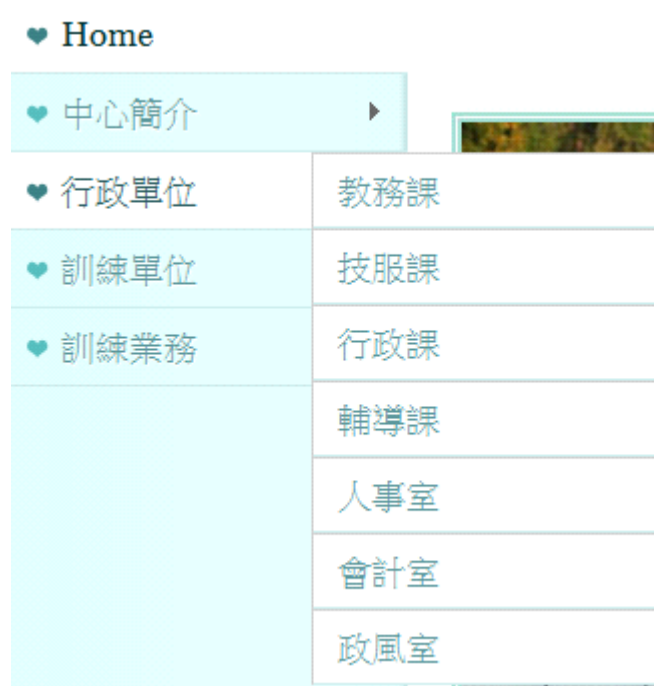 Home
中心簡介
行政單位
訓練單位
訓練業務
教務課
技服課
行政課
輔導課
人事室
會計室
政風室